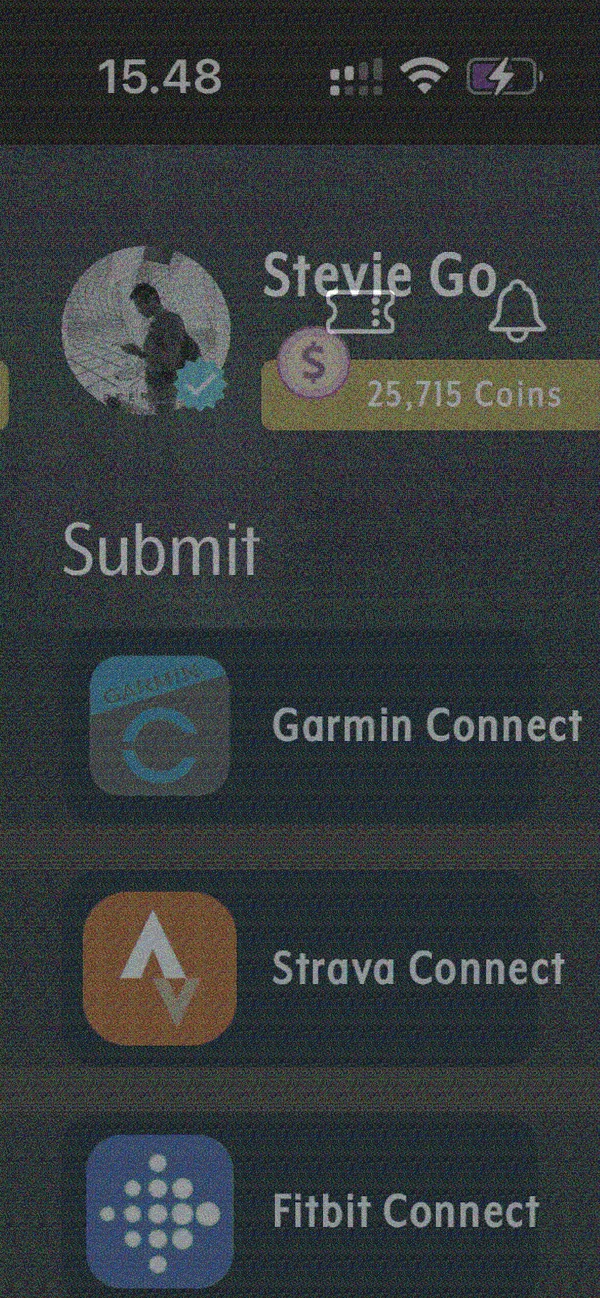 15.48
Stevie Go
$
25,715 Coins
Submit
GARMIN
Garmin Connect
Strava Connect
Fitbit Connect